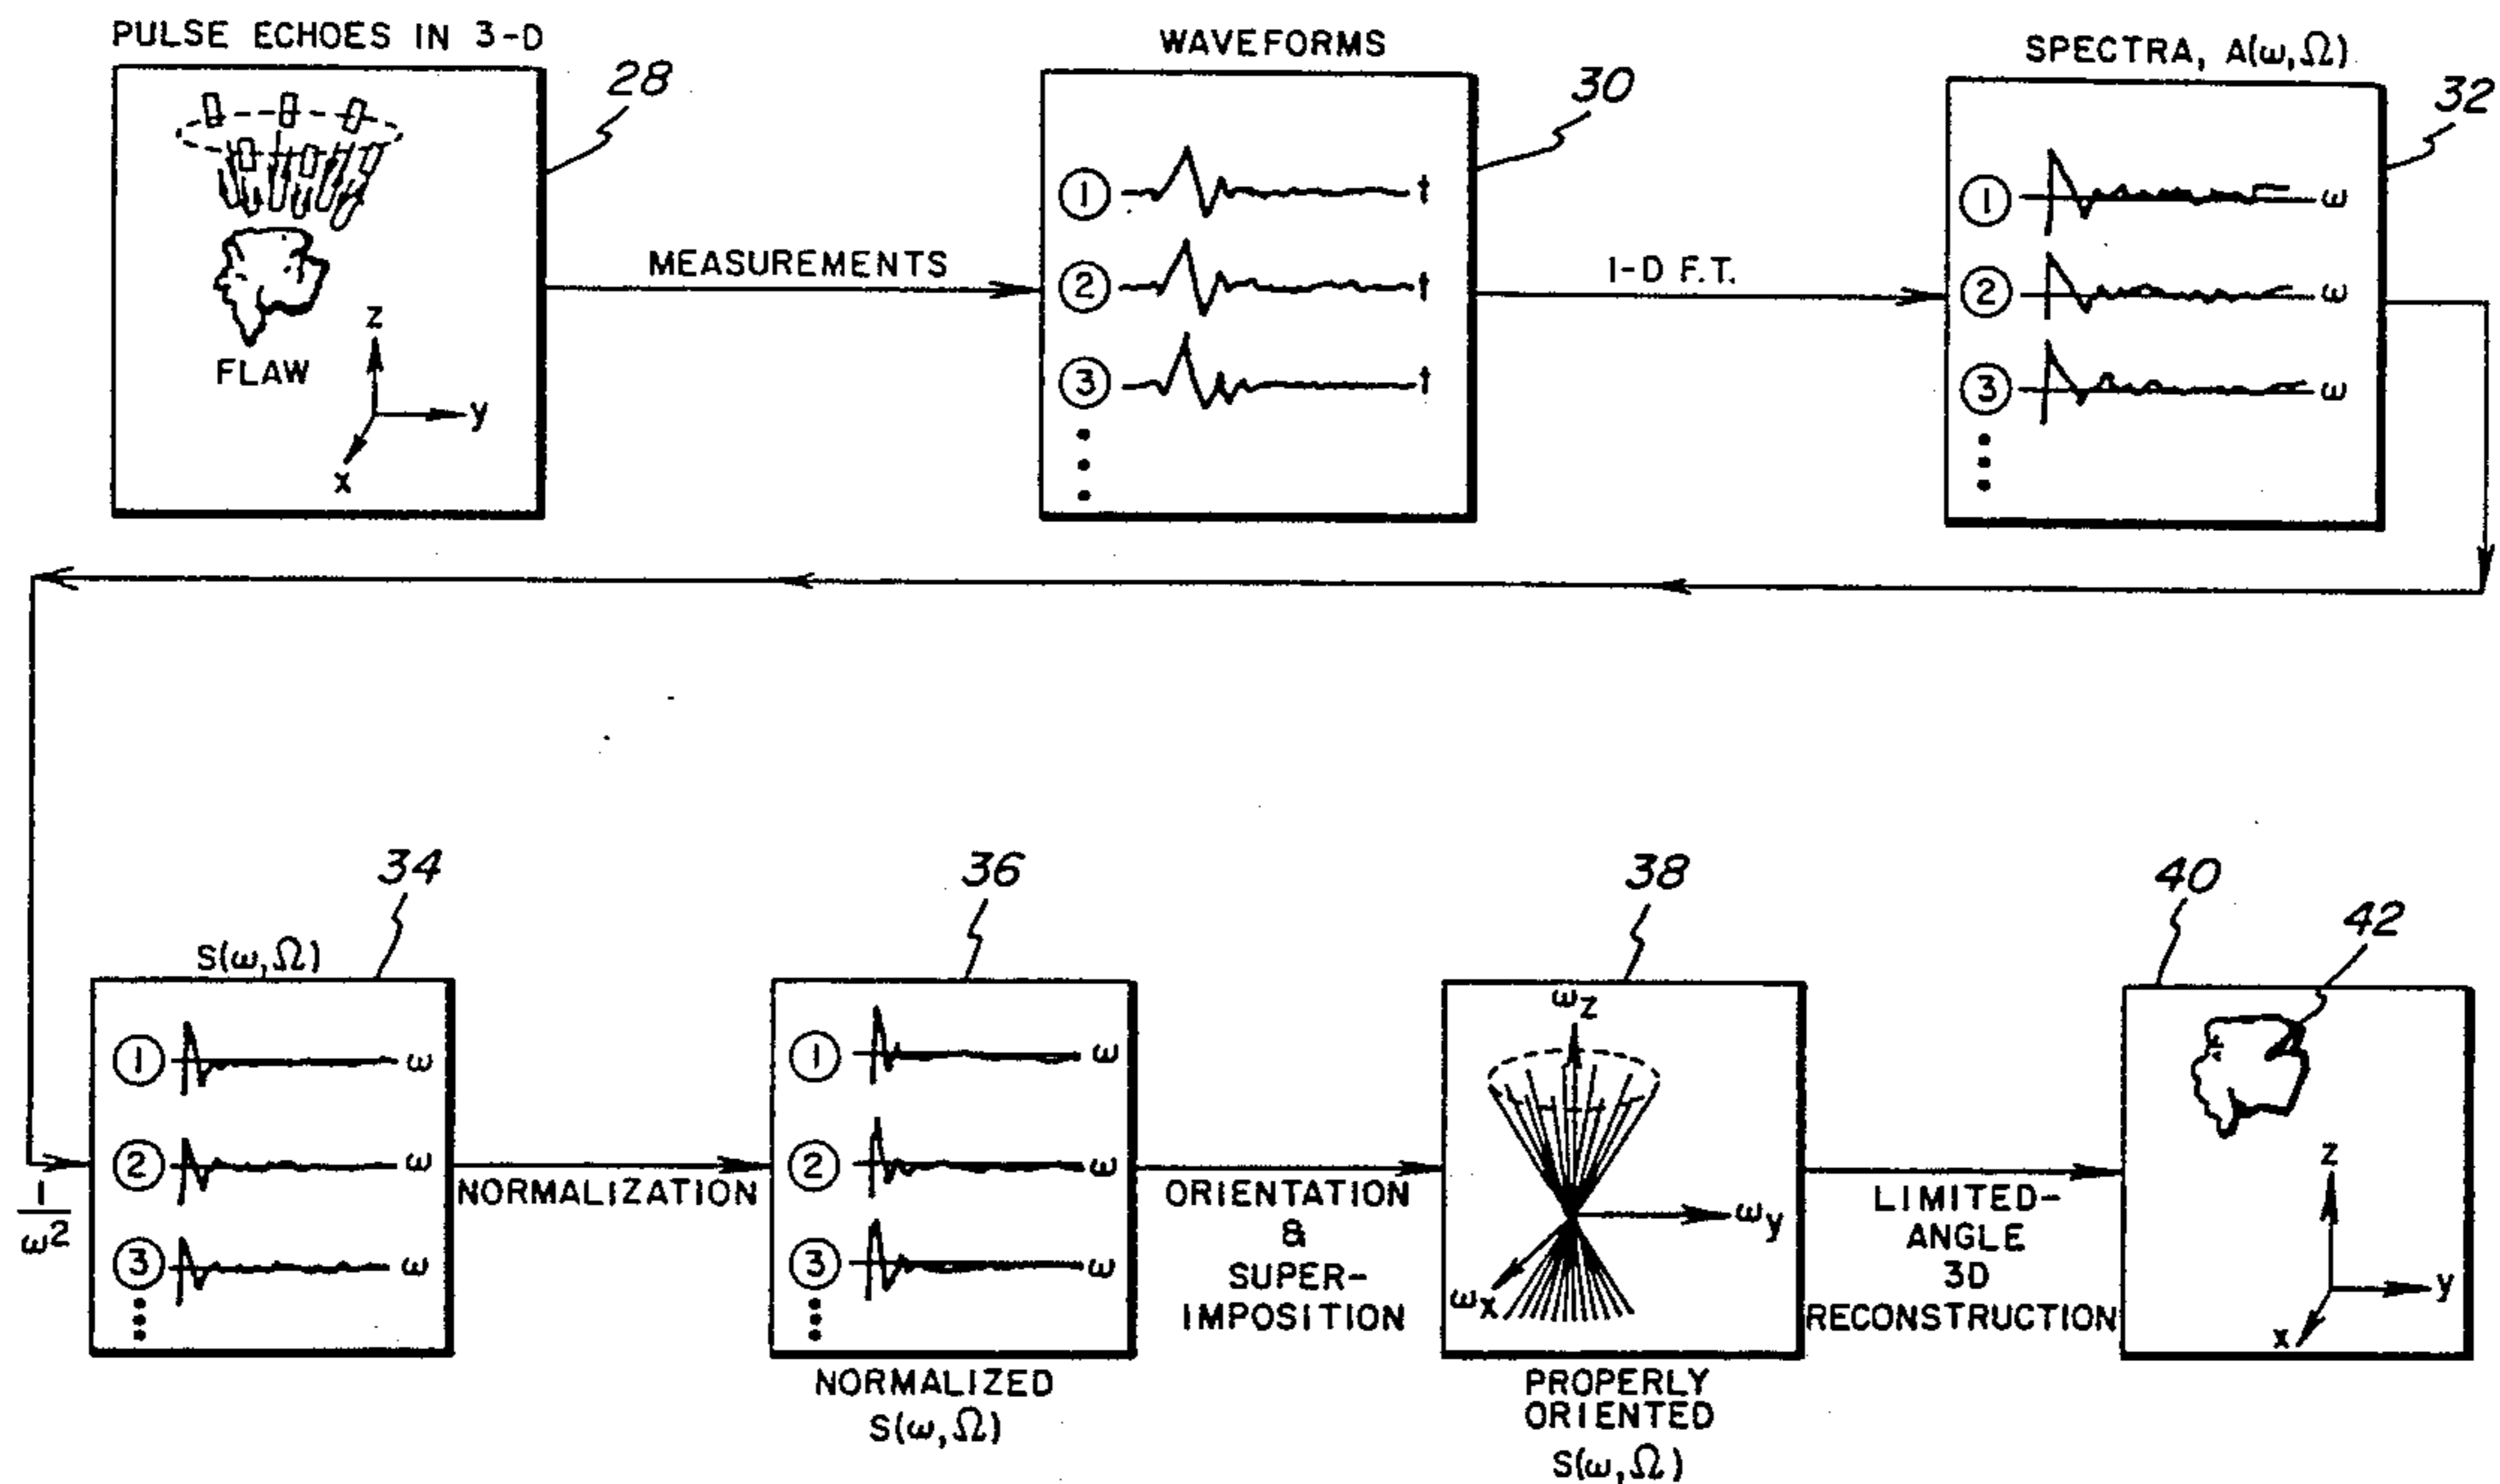 PULSE ECHOES IN 3-D
28
FLAW
z
y
x
MEASUREMENTS
WAVEFORMS
30
① t
② t
③ t
1-D F.T.
SPECTRA, A(ω,Ω)
32
① ω
② ω
③ ω
1
ω2
S(ω,Ω)
34
① ω
② ω
③ ω
NORMALIZATION
36
① ω
② ω
③ ω
NORMALIZED
S(ω,Ω)
ORIENTATION
&
SUPER-
IMPOSITION
38
ωz
ωy
ωx
PROPERLY
ORIENTED
S(ω,Ω)
LIMITED-
ANGLE
3D
RECONSTRUCTION
40
42
z
y
x